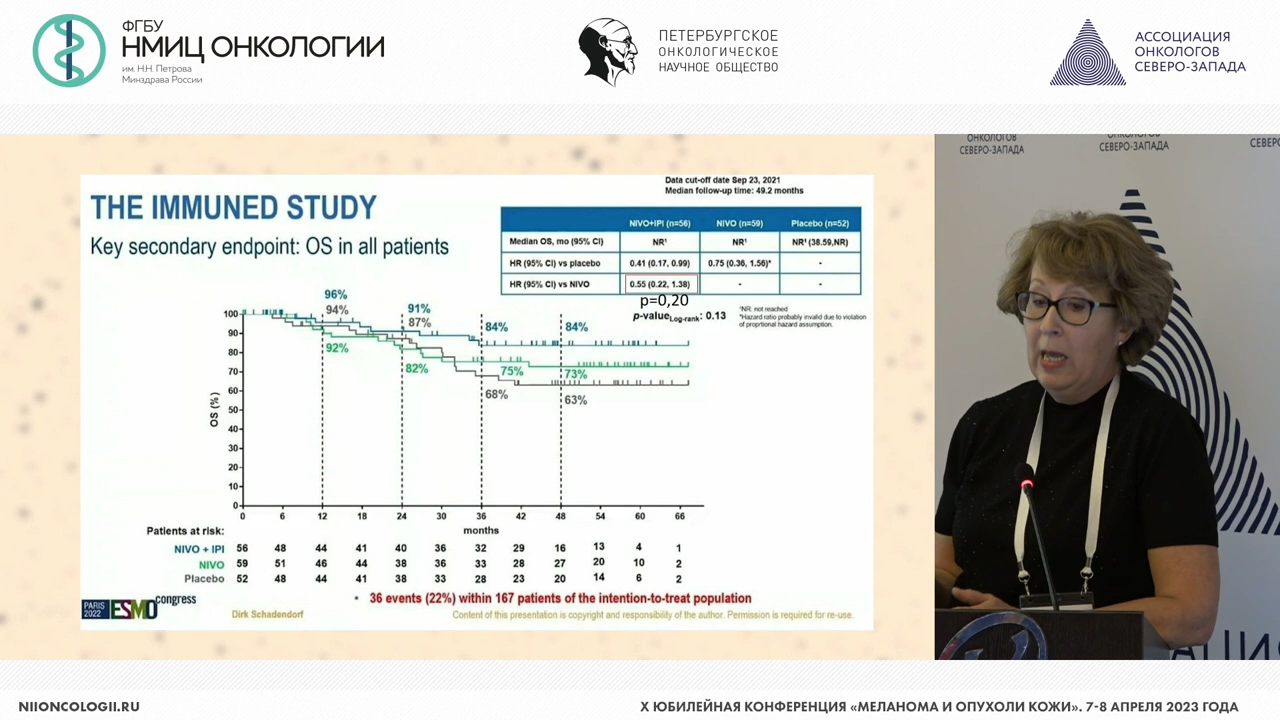 ФГБУ
НМИЦ ОНКОЛОГИИ
им. Н.Н. Петрова
Минздрава России
ПЕТЕРБУРГСКОЕ
ОНКОЛОГИЧЕСКОЕ
НАУЧНОЕ ОБЩЕСТВО
АССОЦИАЦИЯ
ОНКОЛОГОВ
СЕВЕРО-ЗАПАДА
THE IMMUNED STUDY
Key secondary endpoint: OS in all patients
Data cut-off date Sep 23, 2021
Median follow-up time: 49.2 months
NIVO+IPI (n=56) NIVO (n=59) Placebo (n=52)
Median OS, mo (95% CI) NR¹ NR¹ NR¹ (38.59,NR)
HR (95% CI) vs placebo 0.41 (0.17, 0.99) 0.75 (0.36, 1.56)* -
HR (95% CI) vs NIVO 0.55 (0.22, 1.38) - -
p=0,20
p-valueLog-rank: 0.13
¹NR: not reached
*Hazard ratio probably invalid due to violation
of proprtional hazard assumption.
96%
94%
92%
91%
87%
82%
84%
75%
68%
84%
73%
63%
OS (%)
100
90
80
70
60
50
40
30
20
10
0
0 6 12 18 24 30 36 42 48 54 60 66
months
Patients at risk:
NIVO + IPI 56 48 44 41 40 36 32 29 16 13 4 1
NIVO 59 51 46 44 38 36 33 28 27 20 10 2
Placebo 52 48 44 41 38 33 28 23 20 14 6 2
• 36 events (22%) within 167 patients of the intention-to-treat population
PARIS
2022
ESMO congress
Dirk Schadendorf
Content of this presentation is copyright and responsibility of the author. Permission is required for re-use.
ОНКОЛОГОВ
СЕВЕРО-ЗАПАДА
ОНКОЛОГОВ
СЕВЕРО-ЗАПАДА
NIIONCOLOGII.RU
X ЮБИЛЕЙНАЯ КОНФЕРЕНЦИЯ «МЕЛАНОМА И ОПУХОЛИ КОЖИ». 7-8 АПРЕЛЯ 2023 ГОДА